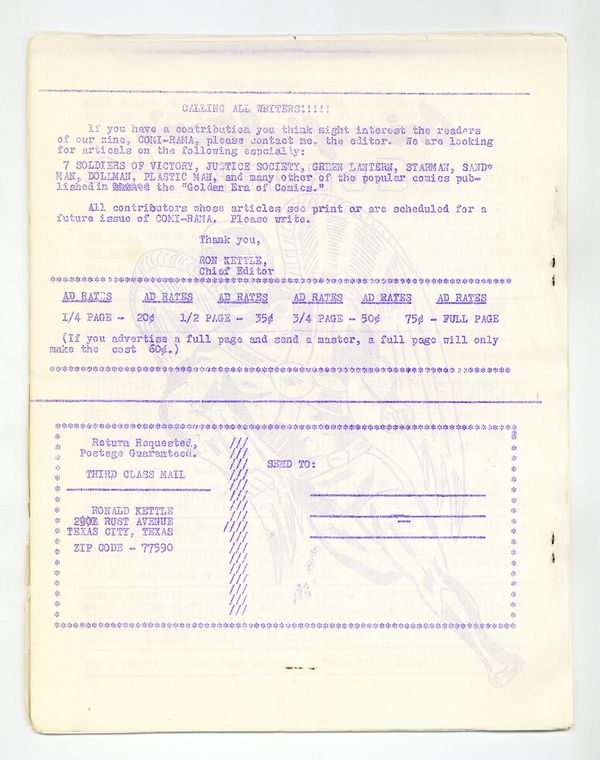 CALLING ALL WRITERS!!!!!
If you have a contribution you think might interest the readers
of our zine, COMI-RAMA, please contact me, the editor. We are looking
for articals on the following espcially:
7 SOLDIERS OF VICTORY, JUSTICE SOCIETY, GREEN LANTERN, STARMAN, SAND-
MAN, DOLLMAN, PLASTIC MAN, and many other of the popular comics pub-
lished in the "Golden Era of Comics."
All contributors whose articles see print or are scheduled for a
future issue of COMI-RAMA. Please write.
Thank you,
RON KETTLE,
Chief Editor
AD RATES AD RATES AD RATES AD RATES AD RATES AD RATES
1/4 PAGE - 20¢ 1/2 PAGE - 35¢ 3/4 PAGE - 50¢ 75¢ - FULL PAGE
(If you advertise a full page and send a master, a full page will only
make the cost 60¢.)
Return Requested,
Postage Guaranteed.
THIRD CLASS MAIL
RONALD KETTLE
RUST AVENUE
TEXAS CITY, TEXAS
ZIP CODE - 77590
SEND TO: